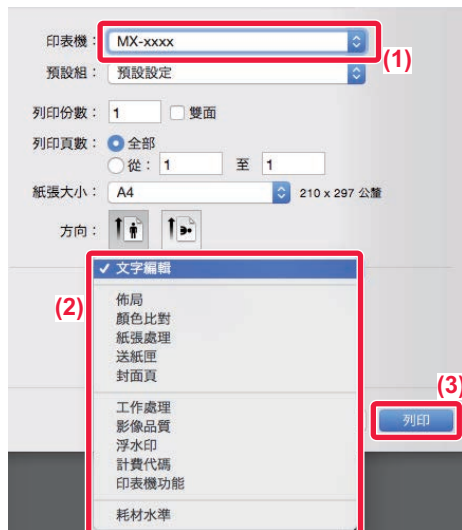 印表機： MX-xxxx
(1)
預設組： 預設設定
列印份數： 1 雙面
列印頁數： 全部
從： 1 至 1
紙張大小： A4 210 x 297 公釐
方向：
✓ 文字編輯
(2)
佈局
顏色比對
紙張處理
送紙匣
封面頁
(3)
工作處理
列印
影像品質
浮水印
計費代碼
印表機功能
耗材水準